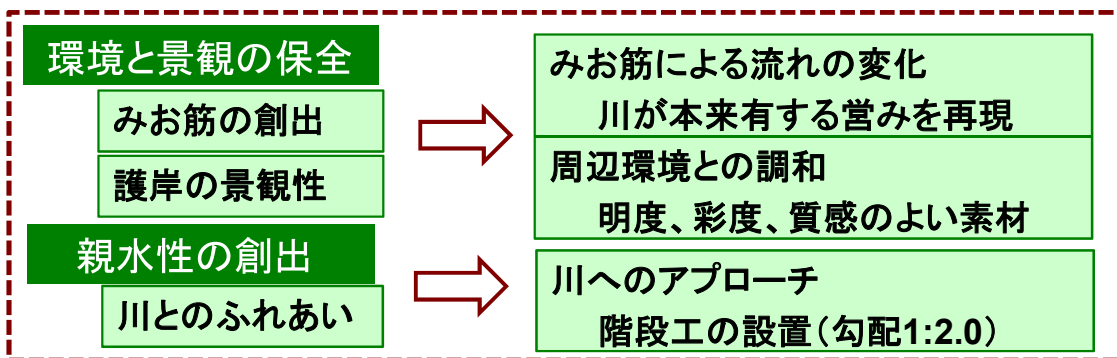 環境と景観の保全
みお筋の創出
護岸の景観性
みお筋による流れの変化
川が本来有する営みを再現
周辺環境との調和
明度、彩度、質感のよい素材
親水性の創出
川とのふれあい
川へのアプローチ
階段工の設置（勾配1:2.0）